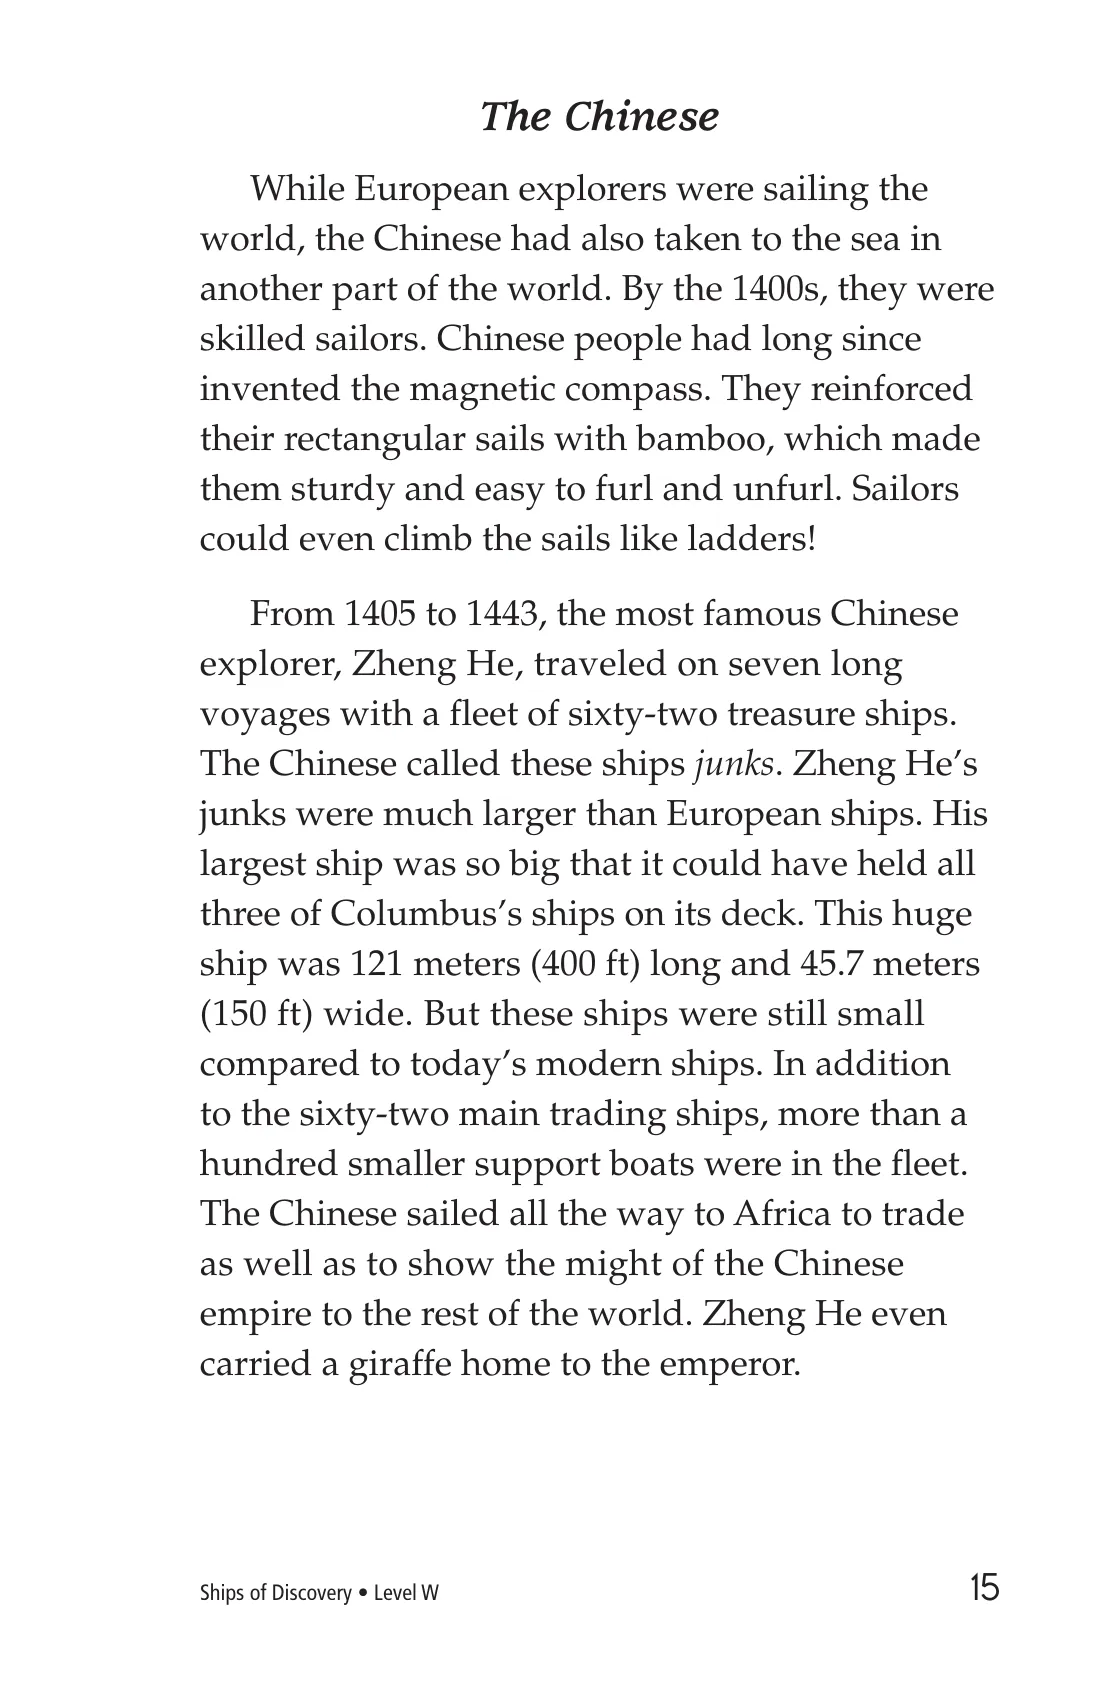 The Chinese
While European explorers were sailing the
world, the Chinese had also taken to the sea in
another part of the world. By the 1400s, they were
skilled sailors. Chinese people had long since
invented the magnetic compass. They reinforced
their rectangular sails with bamboo, which made
them sturdy and easy to furl and unfurl. Sailors
could even climb the sails like ladders!
From 1405 to 1443, the most famous Chinese
explorer, Zheng He, traveled on seven long
voyages with a fleet of sixty-two treasure ships.
The Chinese called these ships junks. Zheng He’s
junks were much larger than European ships. His
largest ship was so big that it could have held all
three of Columbus’s ships on its deck. This huge
ship was 121 meters (400 ft) long and 45.7 meters
(150 ft) wide. But these ships were still small
compared to today’s modern ships. In addition
to the sixty-two main trading ships, more than a
hundred smaller support boats were in the fleet.
The Chinese sailed all the way to Africa to trade
as well as to show the might of the Chinese
empire to the rest of the world. Zheng He even
carried a giraffe home to the emperor.
Ships of Discovery • Level W
15